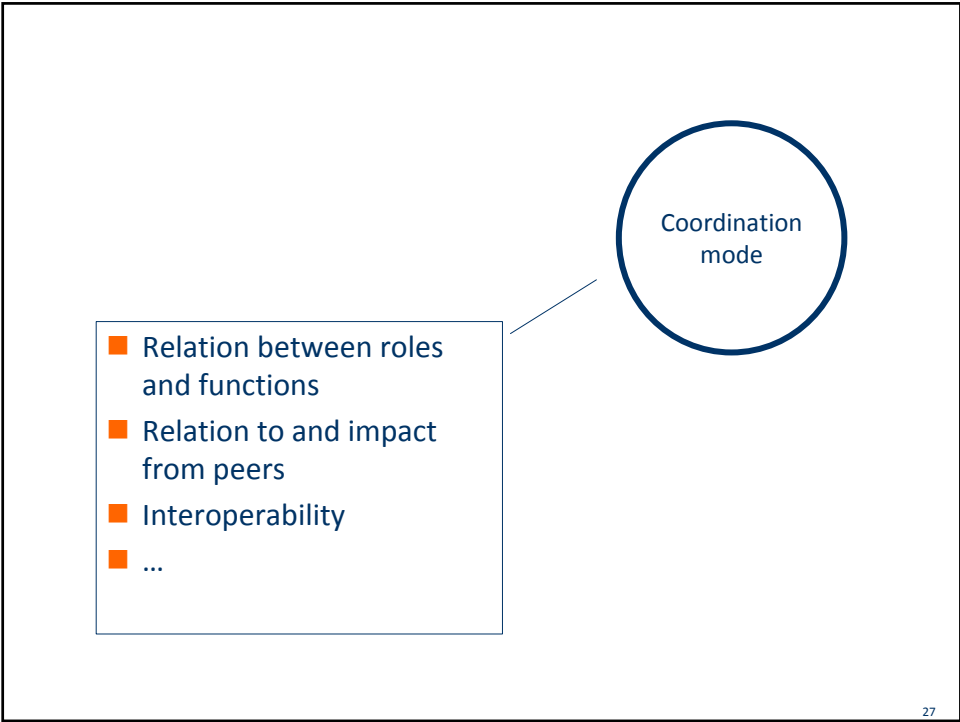 Coordination
mode
Relation between roles
and functions
Relation to and impact
from peers
Interoperability
…
27